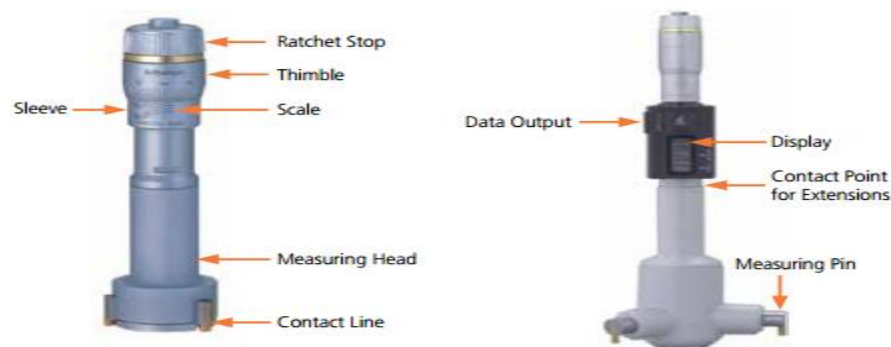 Ratchet Stop
Thimble
Sleeve
Scale
Measuring Head
Contact Line
Data Output
Display
Contact Point
for Extensions
Measuring Pin